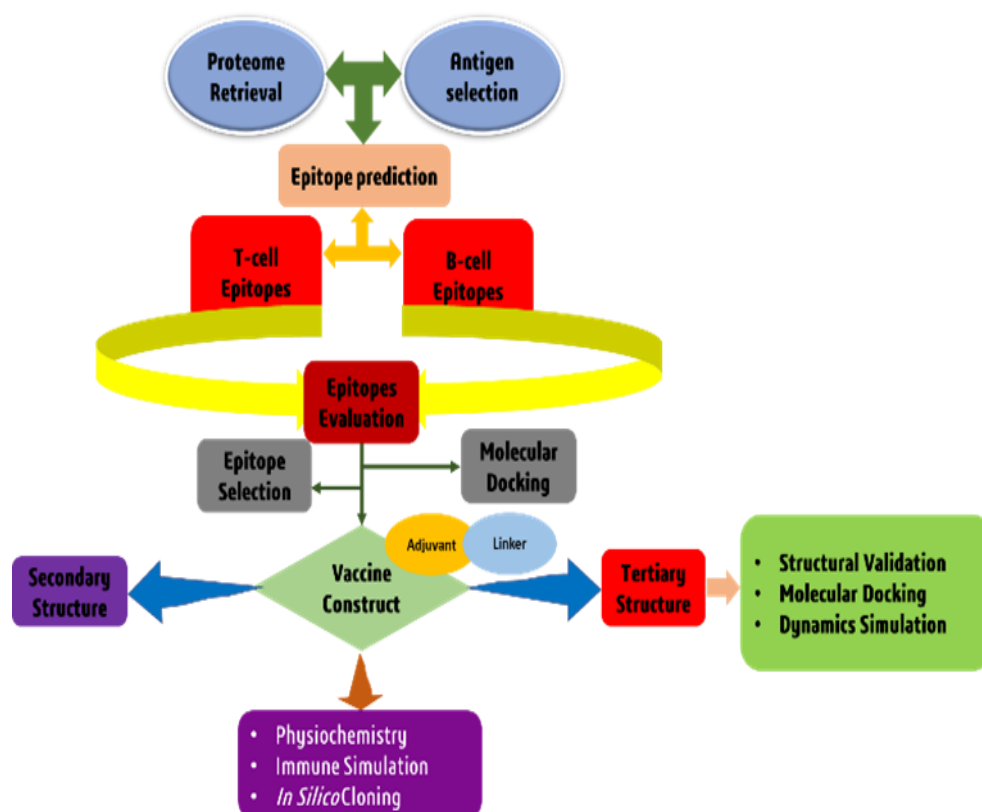 Proteome
Retrieval
Antigen
selection
Epitope prediction
T-cell
Epitopes
B-cell
Epitopes
Epitopes
Evaluation
Epitope
Selection
Molecular
Docking
Adjuvant
Linker
Vaccine
Construct
Secondary
Structure
Tertiary
Structure
• Structural Validation
• Molecular Docking
• Dynamics Simulation
• Physiochemistry
• Immune Simulation
• In Silico Cloning